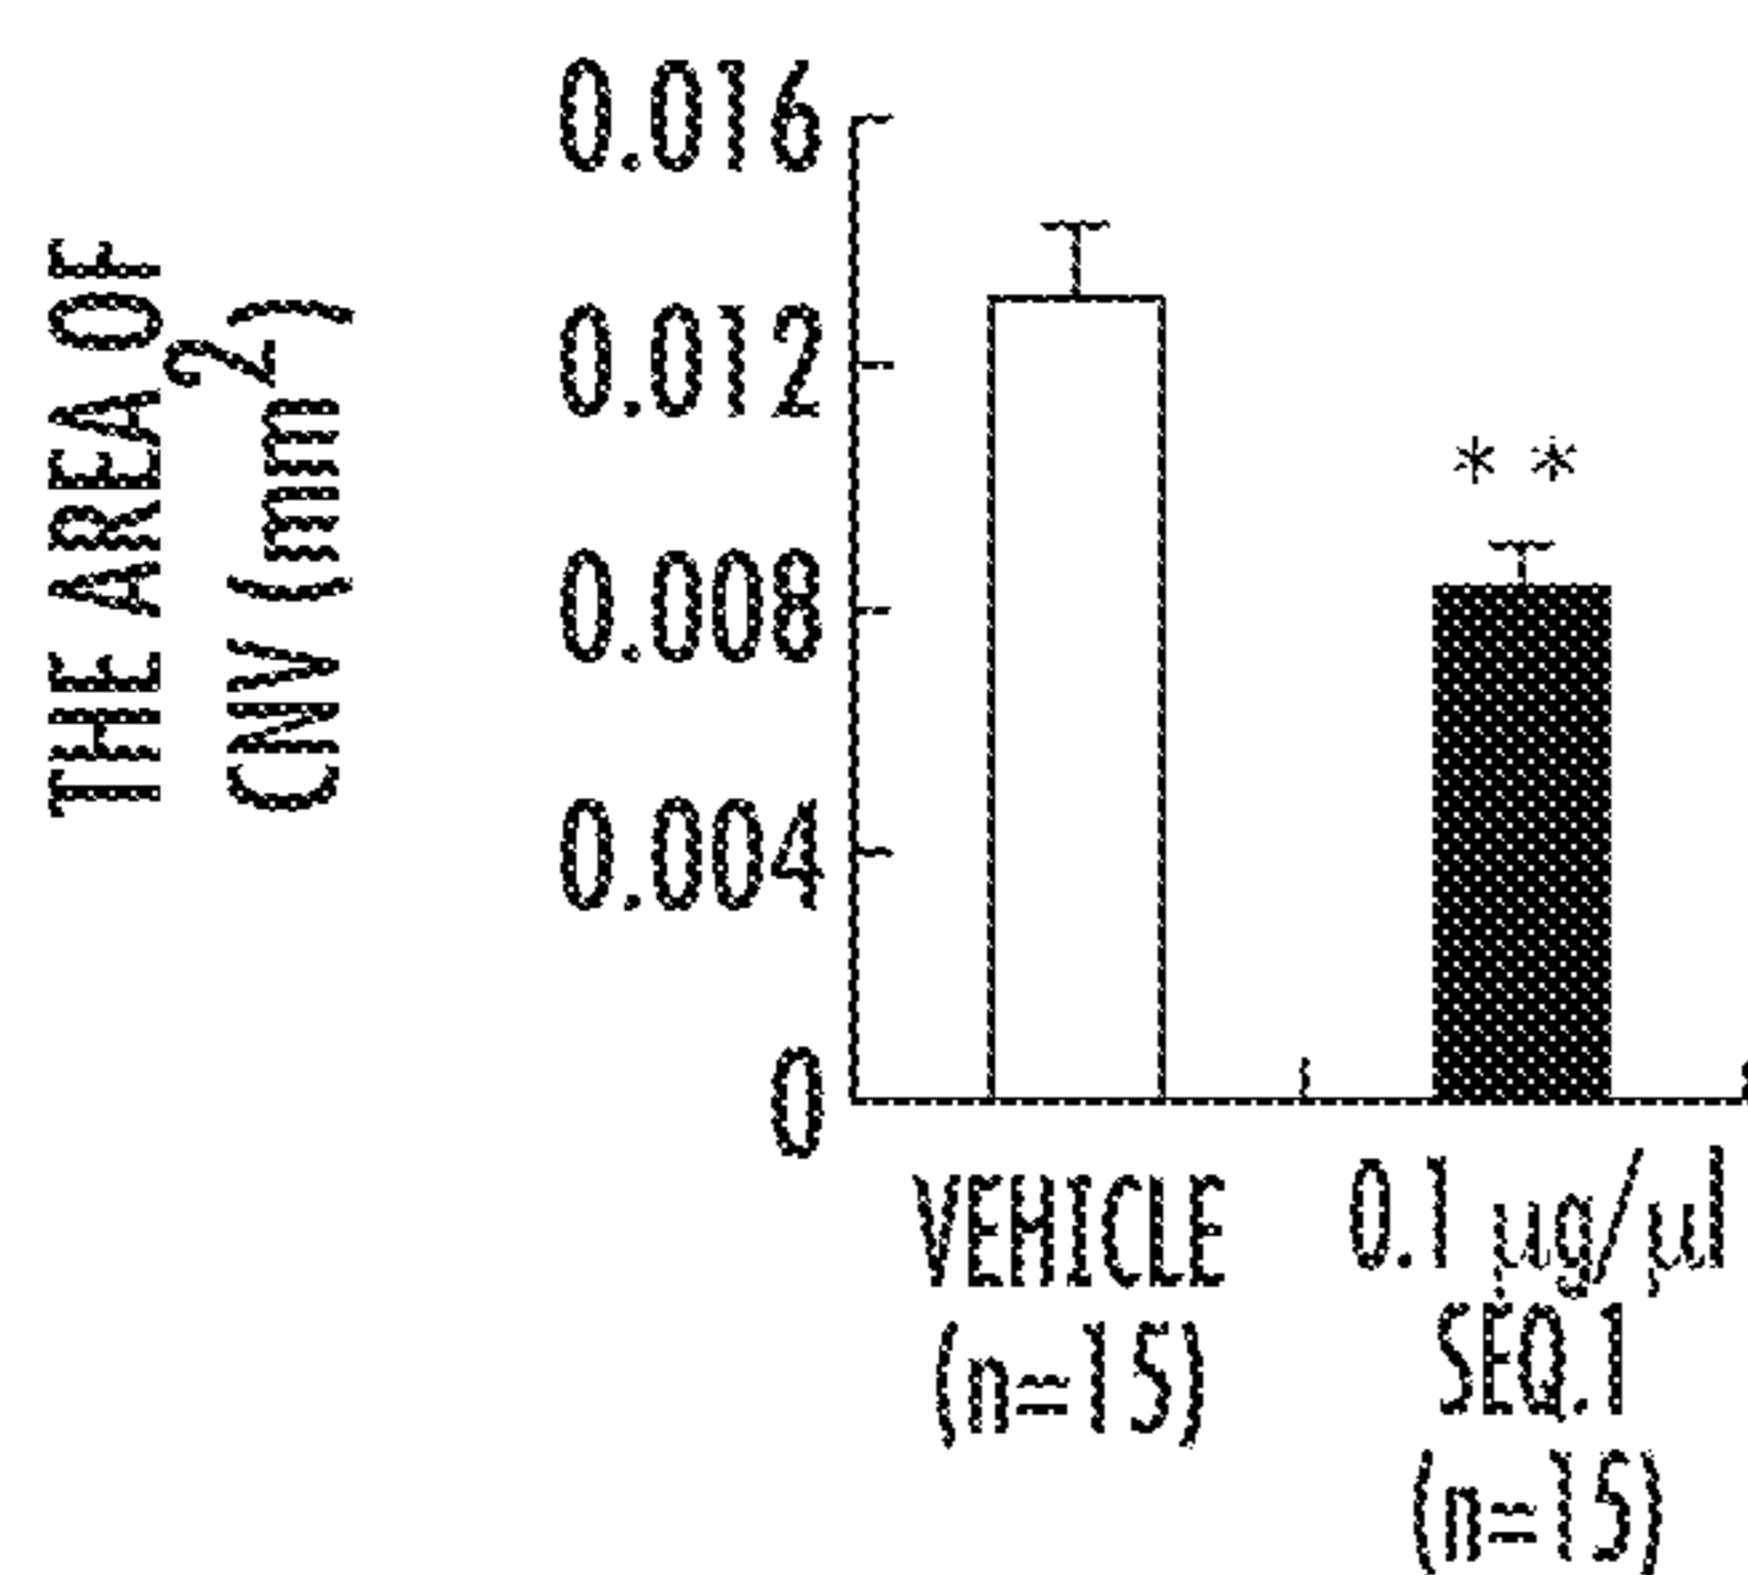 THE AREA OF
CNV (mm²)
0.016
0.012
0.008
0.004
0
* *
VEHICLE
(n=15)
0.1 µg/µl
SEQ.1
(n=15)